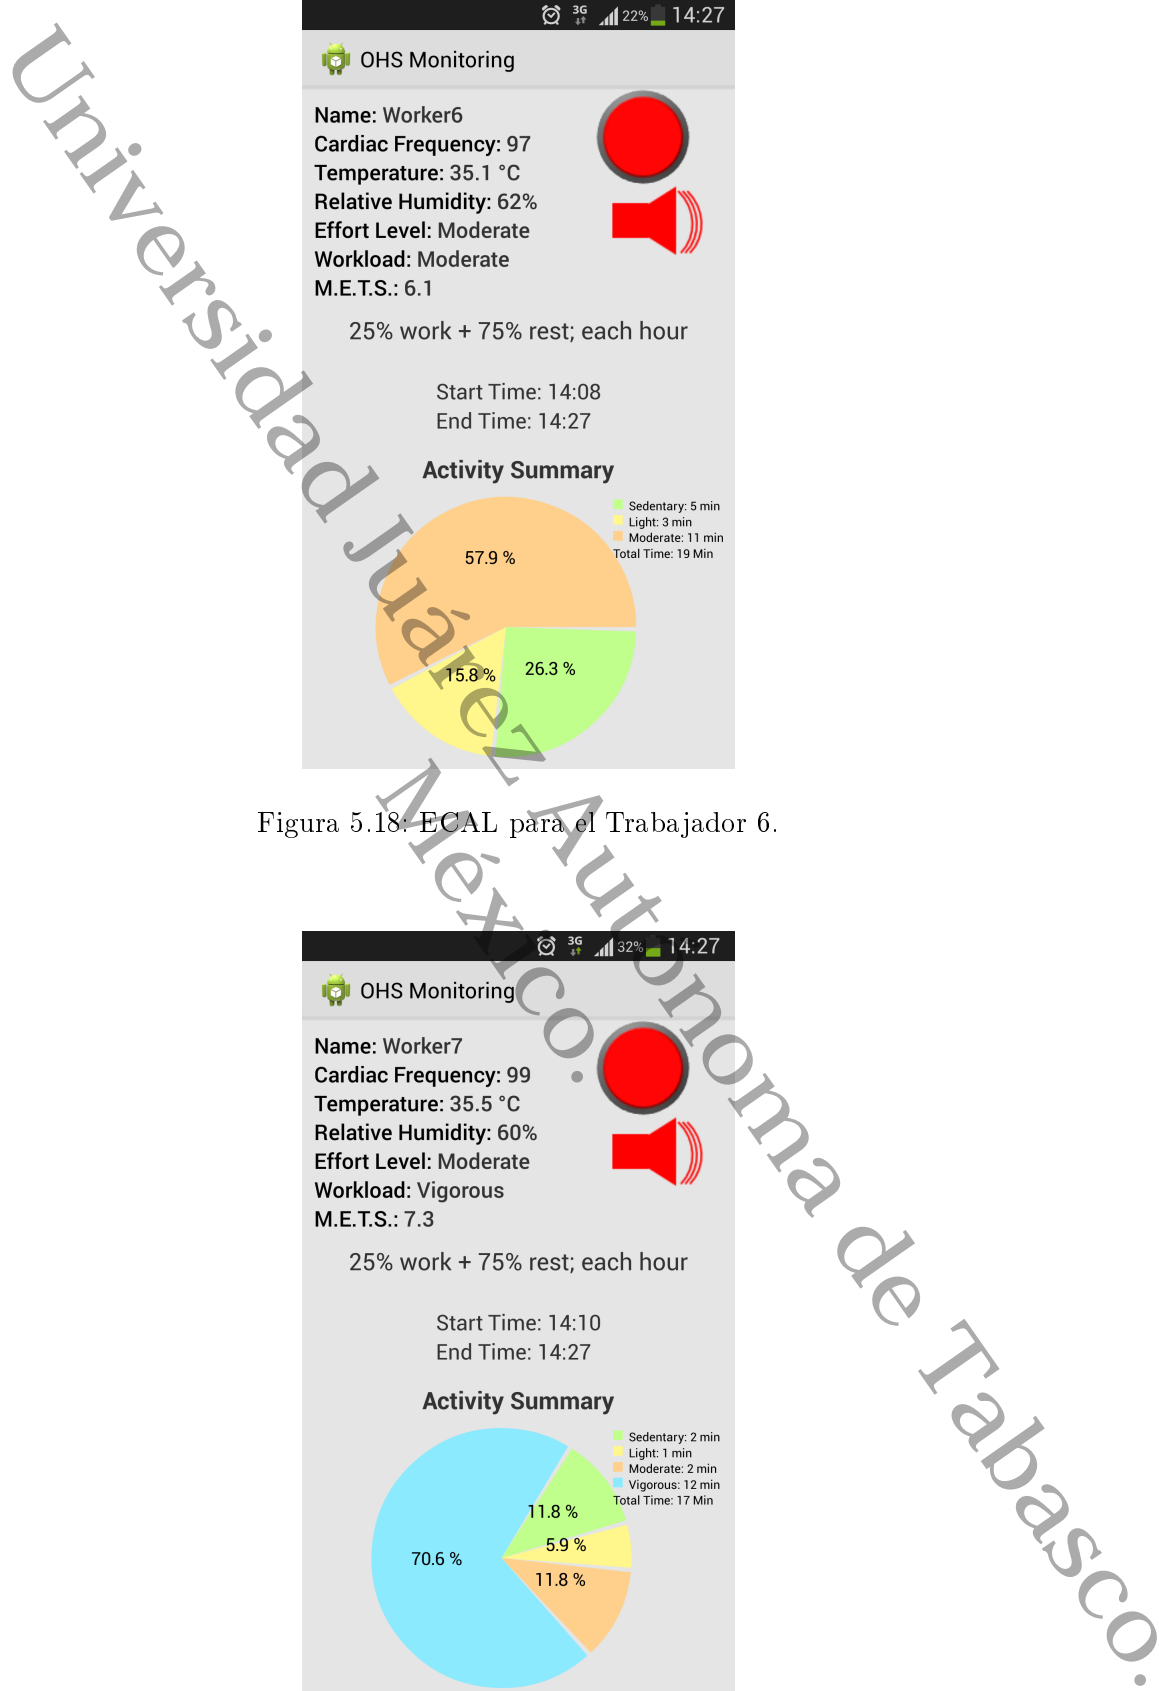 3G 22% 14:27
OHS Monitoring
Name: Worker6
Cardiac Frequency: 97
Temperature: 35.1 °C
Relative Humidity: 62%
Effort Level: Moderate
Workload: Moderate
M.E.T.S.: 6.1
25% work + 75% rest; each hour
Start Time: 14:08
End Time: 14:27
Activity Summary
Sedentary: 5 min
Light: 3 min
Moderate: 11 min
Total Time: 19 Min
57.9 %
15.8 %
26.3 %
Figura 5.18: ECAL para el Trabajador 6.
3G 32% 14:27
OHS Monitoring
Name: Worker7
Cardiac Frequency: 99
Temperature: 35.5 °C
Relative Humidity: 60%
Effort Level: Moderate
Workload: Vigorous
M.E.T.S.: 7.3
25% work + 75% rest; each hour
Start Time: 14:10
End Time: 14:27
Activity Summary
Sedentary: 2 min
Light: 1 min
Moderate: 2 min
Vigorous: 12 min
Total Time: 17 Min
11.8 %
5.9 %
70.6 %
11.8 %
Universidad Juárez Autónoma de Tabasco.
México.